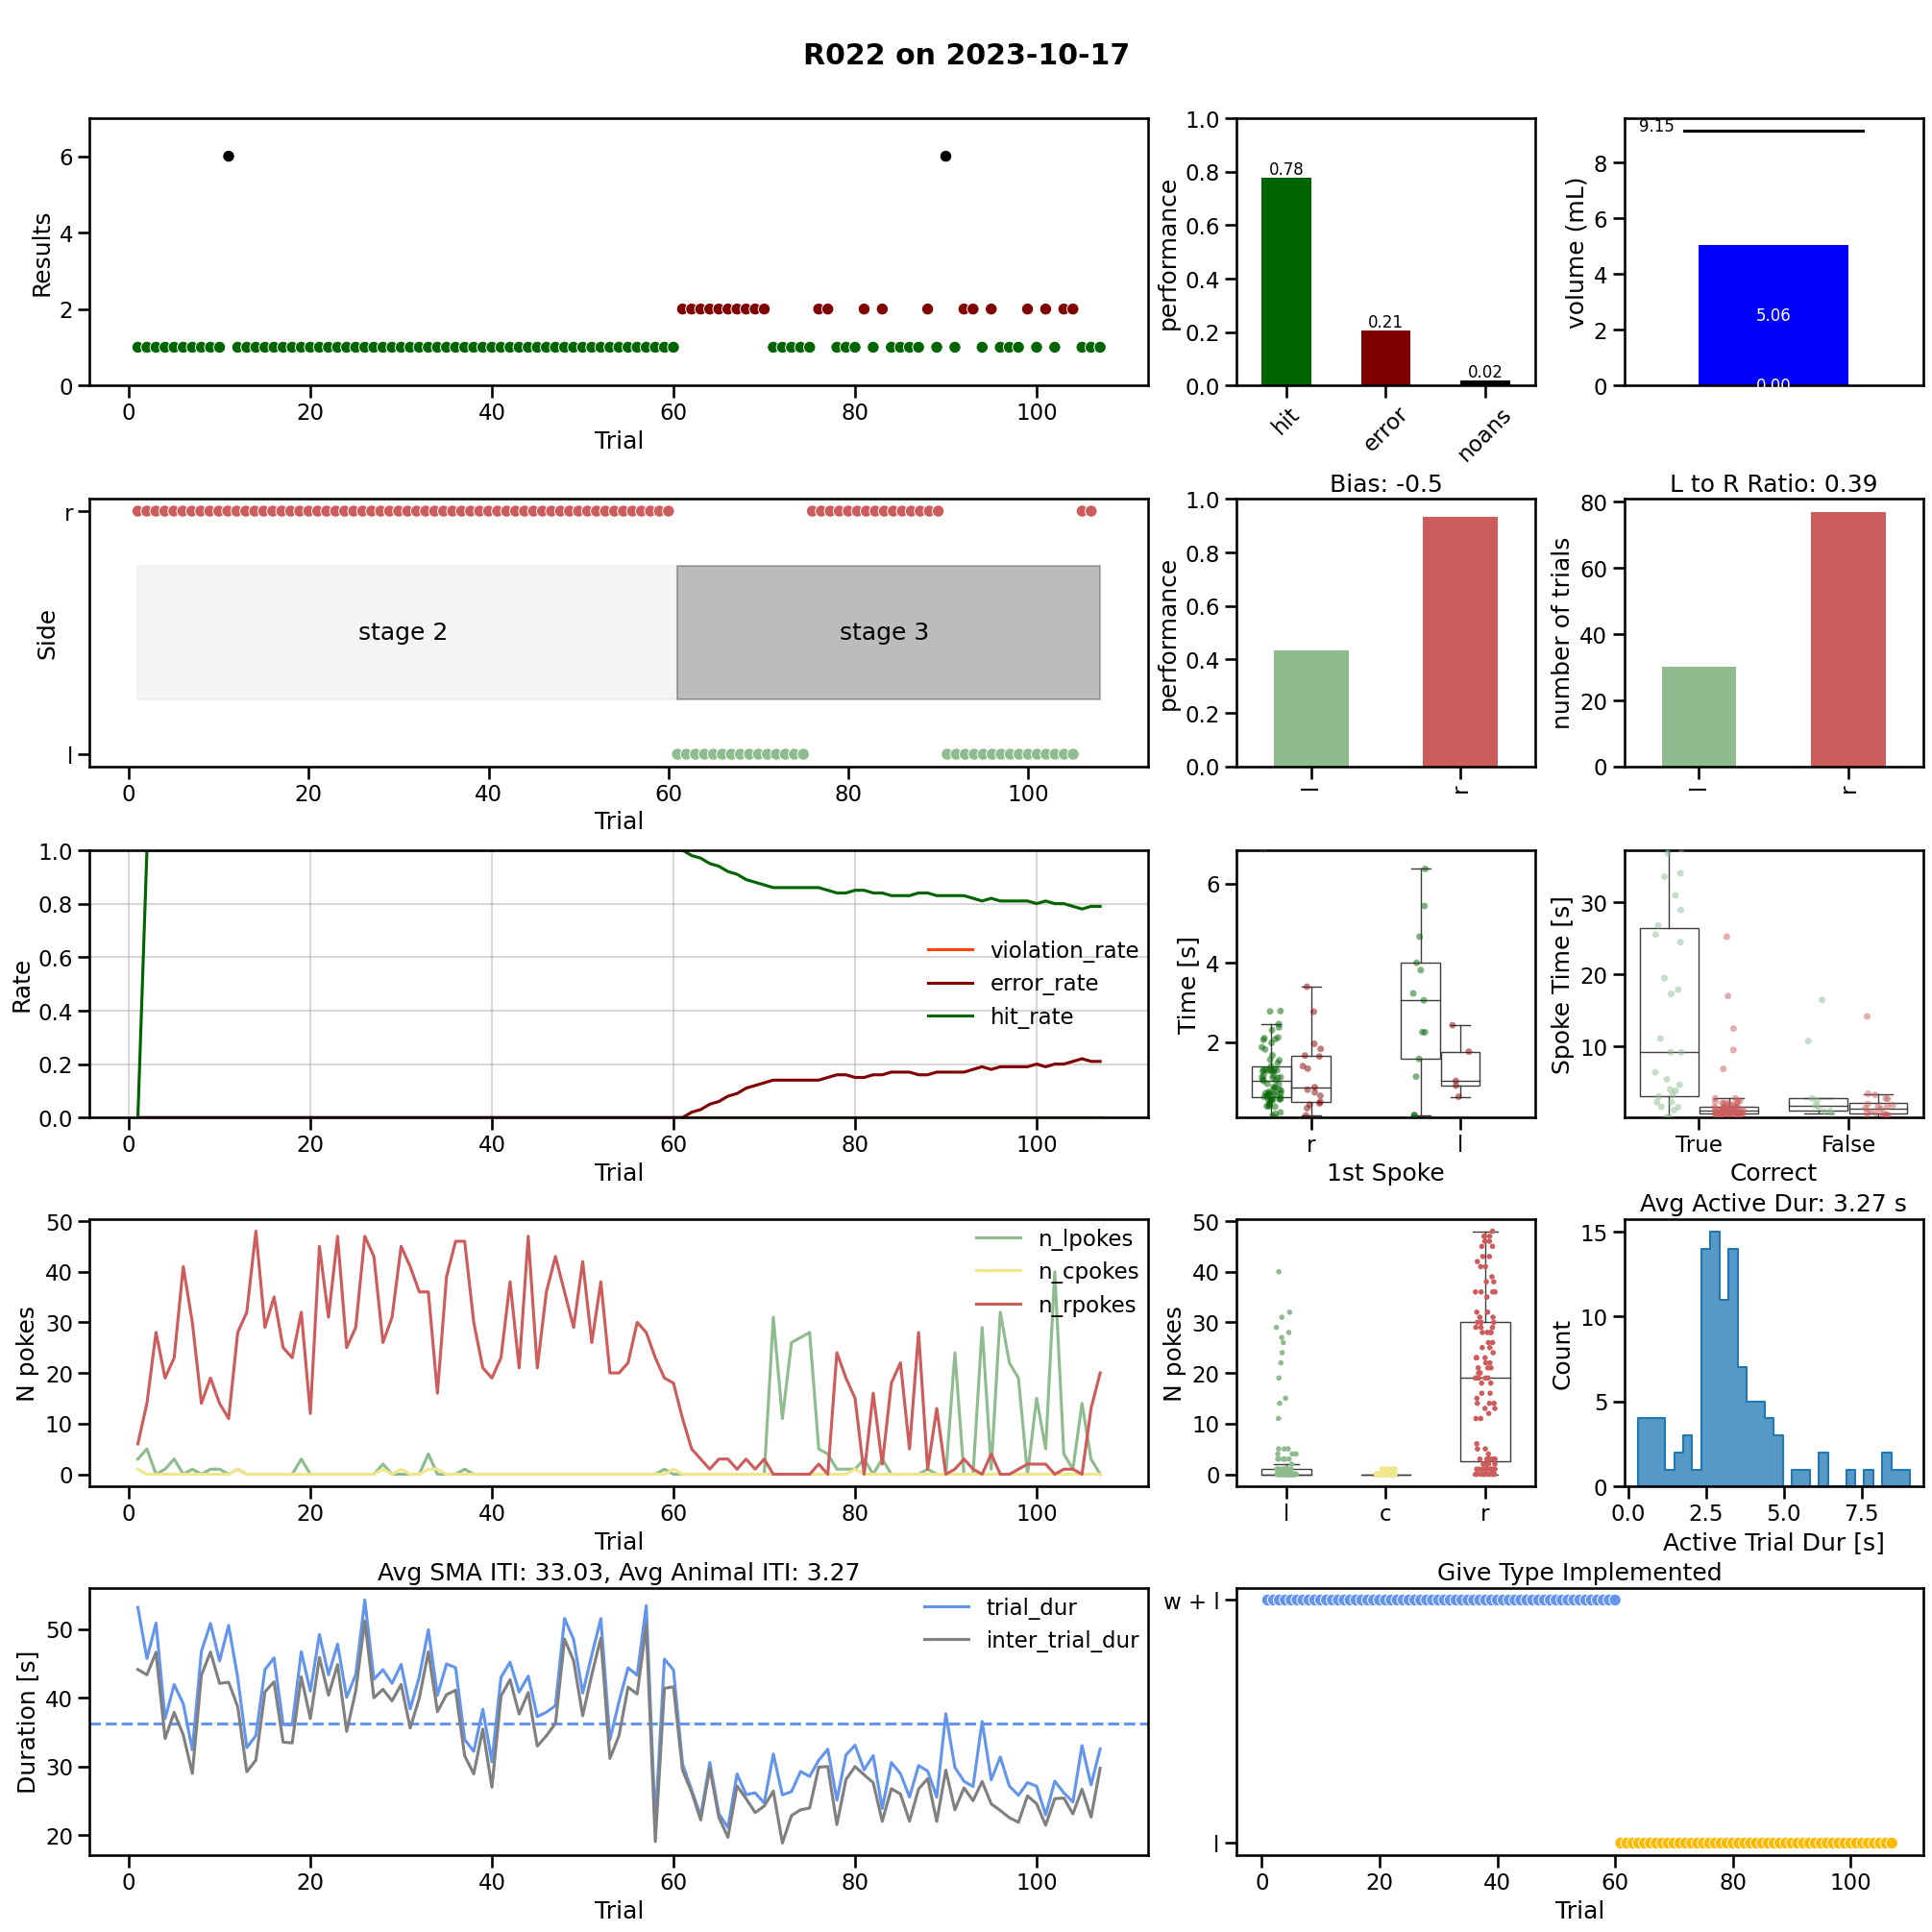 R022 on 2023-10-17
Results
6
4
2
0
0 20 40 60 80 100
Trial
performance
1.0
0.8
0.6
0.4
0.2
0.0
0.78
0.21
0.02
hit error noans
volume (mL)
8
6
4
2
0
9.15
5.06
0.00
Side
r
l
stage 2 stage 3
0 20 40 60 80 100
Trial
Bias: -0.5
performance
1.0
0.8
0.6
0.4
0.2
0.0
l r
L to R Ratio: 0.39
number of trials
80
60
40
20
0
l r
Rate
1.0
0.8
0.6
0.4
0.2
0.0
violation_rate
error_rate
hit_rate
0 20 40 60 80 100
Trial
Time [s]
6
4
2
r l
1st Spoke
Spoke Time [s]
30
20
10
True False
Correct
N pokes
50
40
30
20
10
0
n_lpokes
n_cpokes
n_rpokes
0 20 40 60 80 100
Trial
N pokes
50
40
30
20
10
0
l c r
Avg Active Dur: 3.27 s
Count
15
10
5
0
0.0 2.5 5.0 7.5
Active Trial Dur [s]
Avg SMA ITI: 33.03, Avg Animal ITI: 3.27
Duration [s]
50
40
30
20
trial_dur
inter_trial_dur
0 20 40 60 80 100
Trial
Give Type Implemented
w + l
l
0 20 40 60 80 100
Trial